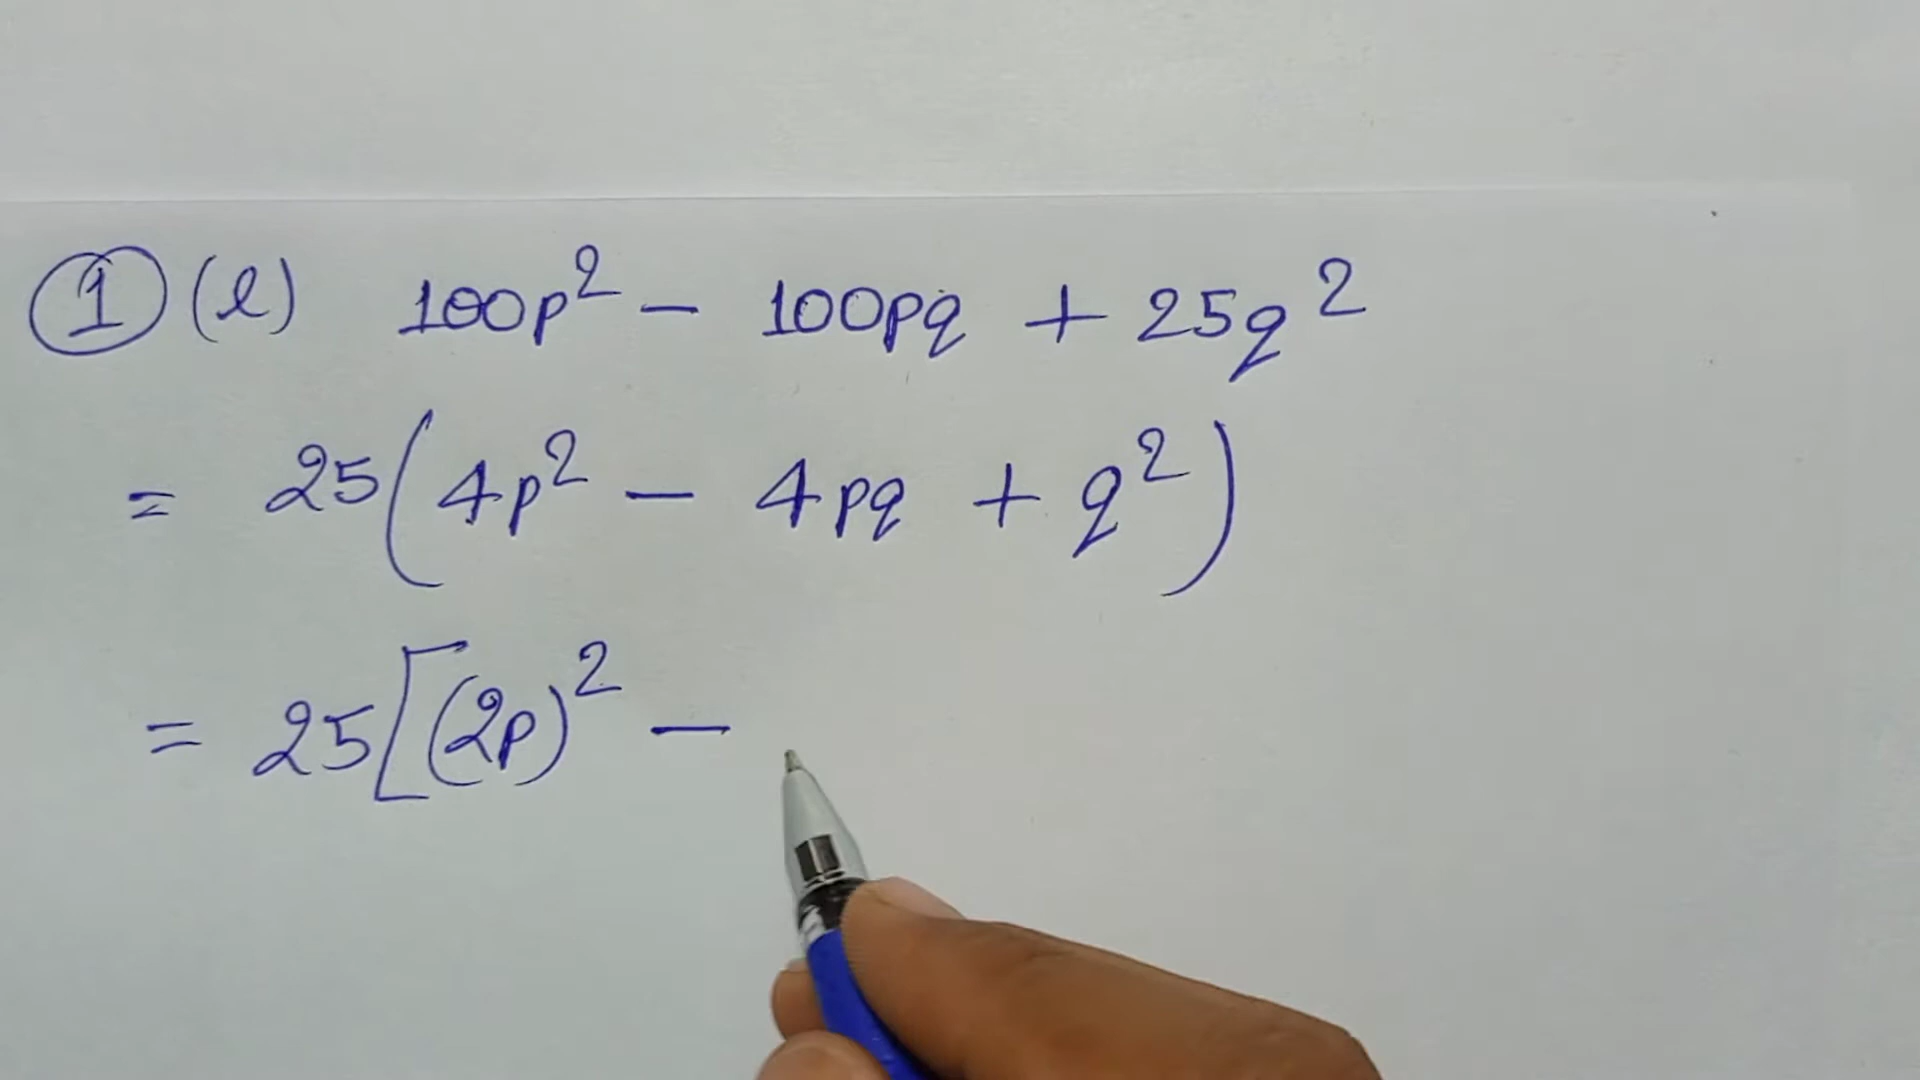 ① (l) 100p² - 100pq + 25q²
= 25(4p² - 4pq + q²)
= 25[(2p)² -